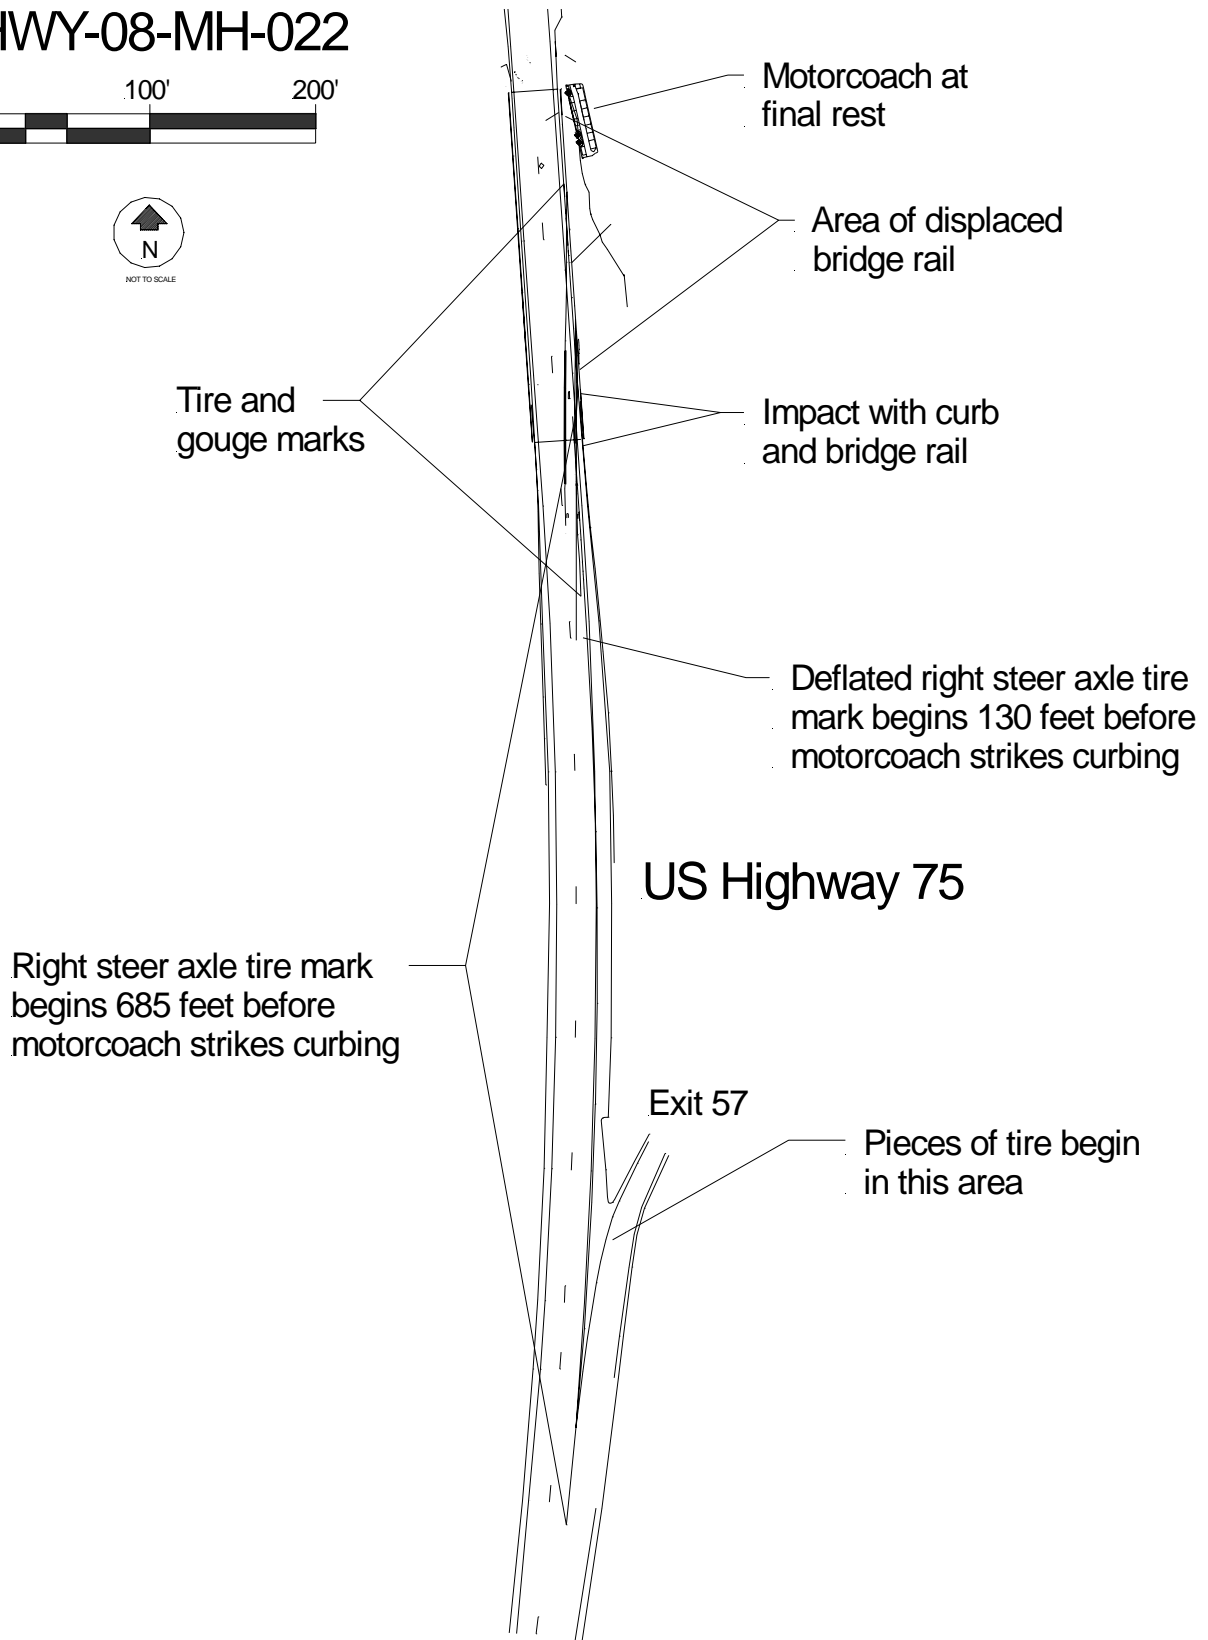 HWY-08-MH-022
100' 200'
N
NOT TO SCALE
Motorcoach at
final rest
Area of displaced
bridge rail
Tire and
gouge marks
Impact with curb
and bridge rail
Deflated right steer axle tire
mark begins 130 feet before
motorcoach strikes curbing
US Highway 75
Right steer axle tire mark
begins 685 feet before
motorcoach strikes curbing
Exit 57
Pieces of tire begin
in this area